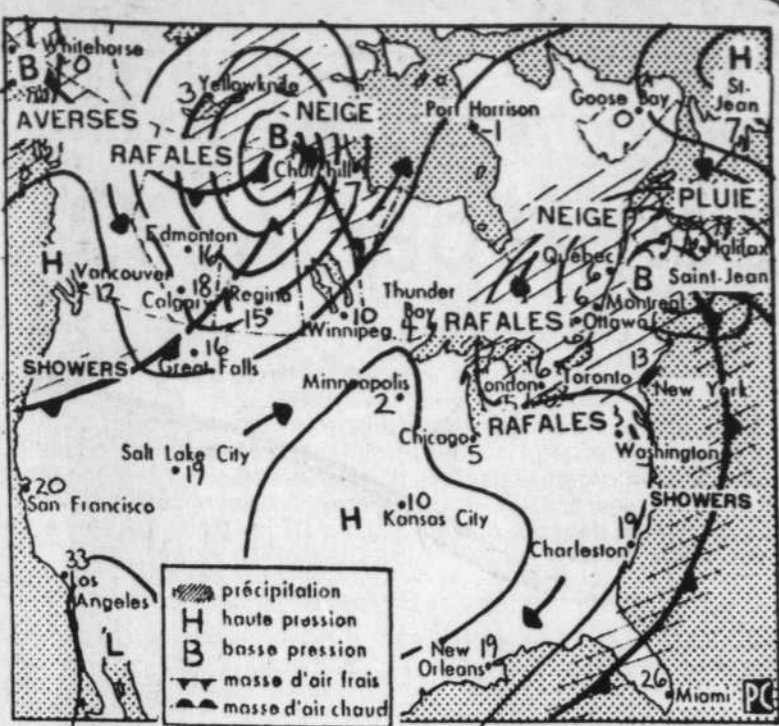 Whitehorse
B
0
AVERSES
3
Yellowknife
NEIGE
RAFALES
B
Churchill
7
Port Harrison
-1
Goose Bay
0
H
St-
Jean
7
PLUIE
Edmonton
16
H
Vancouver
Calgary
18
Regina
15
Winnipeg
10
Thunder
Bay
NEIGE
Québec
6
Halifax
B
Saint-Jean
Montréal
Ottawa
RAFALES
16
Great Falls
SHOWERS
Minneapolis
2
London
Toronto
6
13
New York
Chicago
5
RAFALES
Washington
Salt Lake City
19
20
San Francisco
H
10
Kansas City
SHOWERS
19
Charleston
33
Los
Angeles
L
précipitation
H haute pression
B basse pression
masse d'air frais
masse d'air chaud
New
Orleans
19
26
Miami
PC